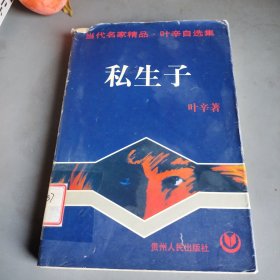 当代名家精品·叶辛自选集
私生子
叶辛著
贵州人民出版社